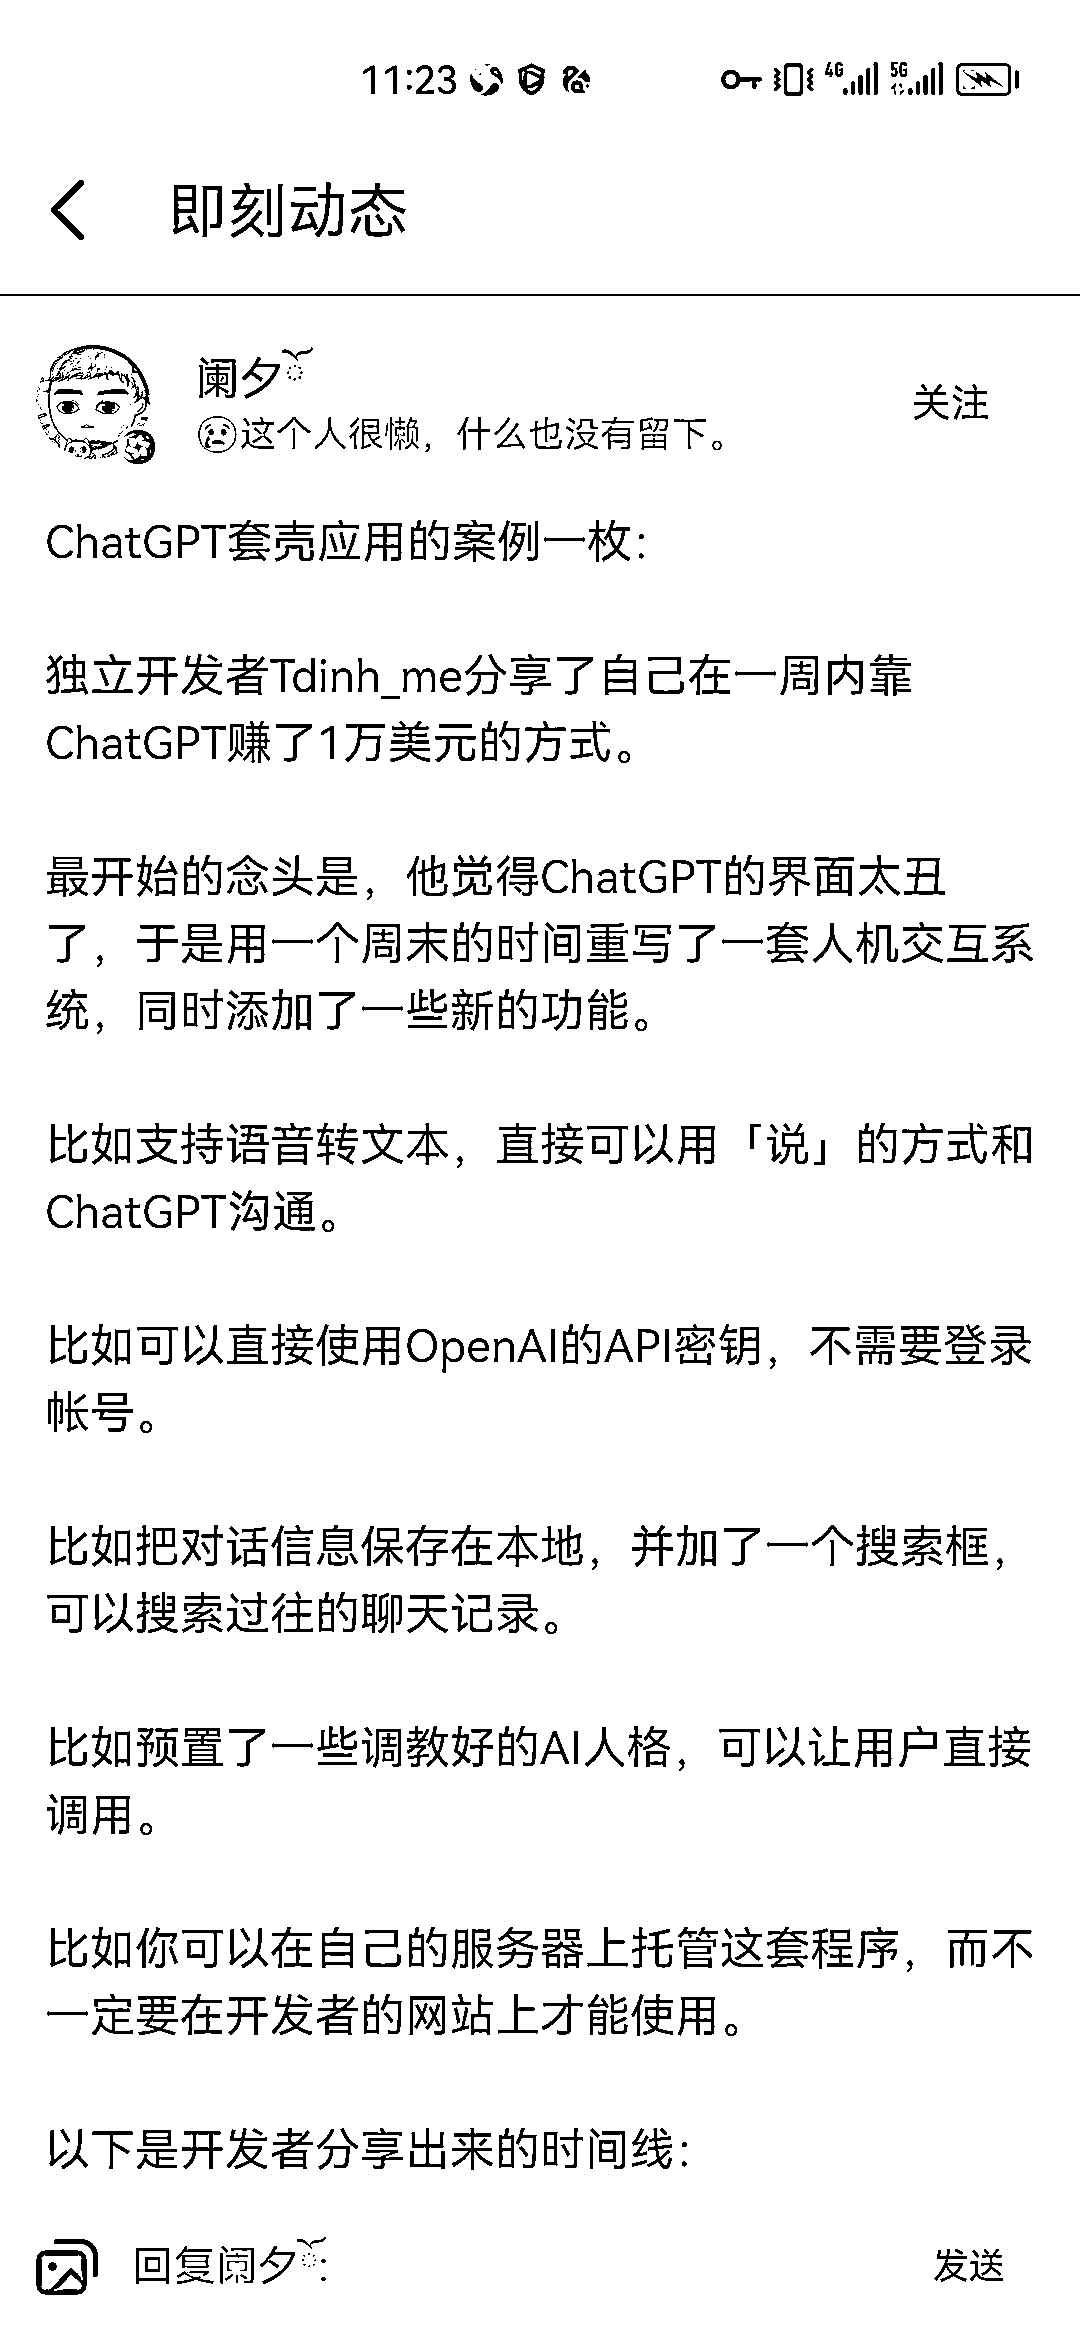 11:23 4G 5G
即刻动态
阑夕
关注
这个人很懒，什么也没有留下。
ChatGPT套壳应用的案例一枚：
独立开发者Tdinh_me分享了自己在一周内靠
ChatGPT赚了1万美元的方式。
最开始的念头是，他觉得ChatGPT的界面太丑
了，于是用一个周末的时间重写了一套人机交互系
统，同时添加了一些新的功能。
比如支持语音转文本，直接可以用「说」的方式和
ChatGPT沟通。
比如可以直接使用OpenAI的API密钥，不需要登录
帐号。
比如把对话信息保存在本地，并加了一个搜索框，
可以搜索过往的聊天记录。
比如预置了一些调教好的AI人格，可以让用户直接
调用。
比如你可以在自己的服务器上托管这套程序，而不
一定要在开发者的网站上才能使用。
以下是开发者分享出来的时间线：
回复阑夕:
发送